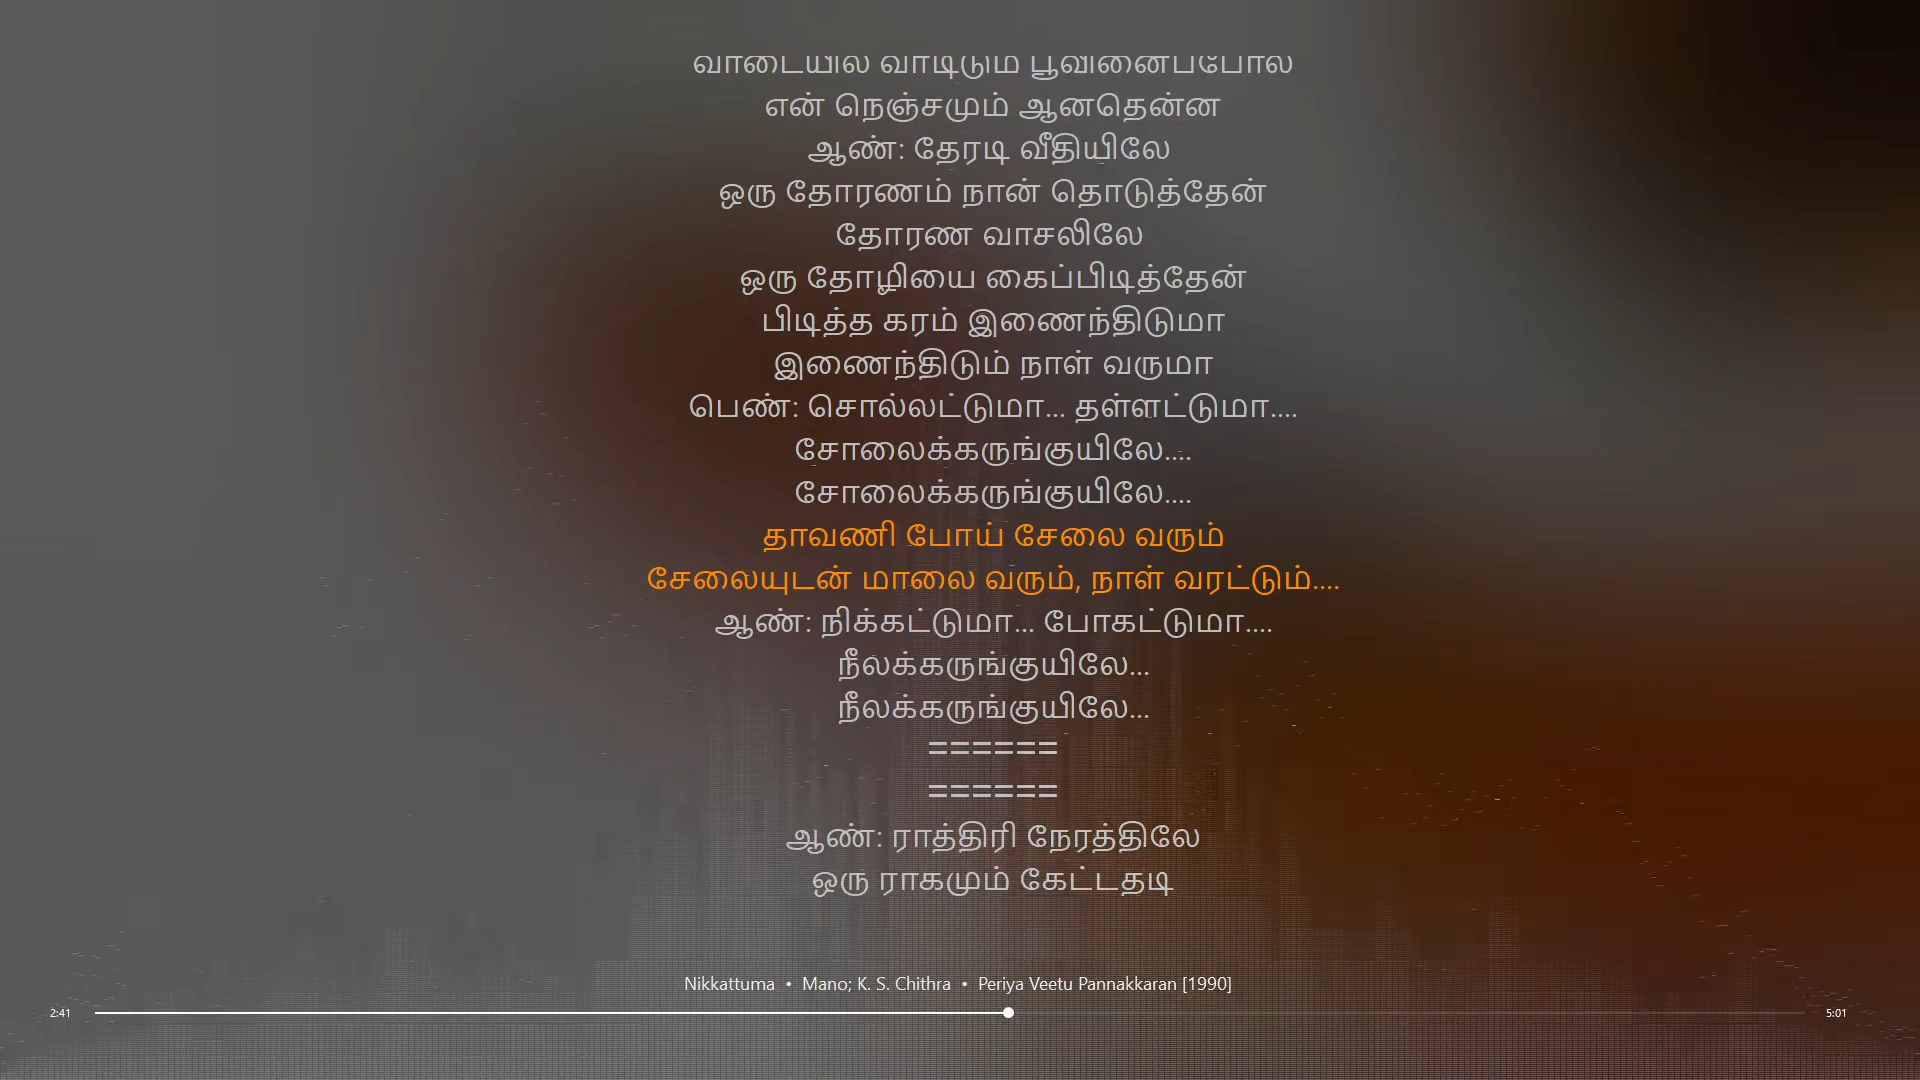 வாடையில் வாடிடும் பூவினைப்போல்
என் நெஞ்சமும் ஆனதென்ன
ஆண்: தேரடி வீதியிலே
ஒரு தோரணம் நான் தொடுத்தேன்
தோரண வாசலிலே
ஒரு தோழியை கைப்பிடித்தேன்
பிடித்த கரம் இணைந்திடுமா
இணைந்திடும் நாள் வருமா
பெண்: சொல்லட்டுமா... தள்ளட்டுமா....
சோலைக்கருங்குயிலே....
சோலைக்கருங்குயிலே....
தாவணி போய் சேலை வரும்
சேலையுடன் மாலை வரும், நாள் வரட்டும்....
ஆண்: நிக்கட்டுமா... போகட்டுமா....
நீலக்கருங்குயிலே...
நீலக்கருங்குயிலே...
======
======
ஆண்: ராத்திரி நேரத்திலே
ஒரு ராகமும் கேட்டதடி
Nikkattuma • Mano; K. S. Chithra • Periya Veetu Pannakkaran [1990]
2:41
5:01